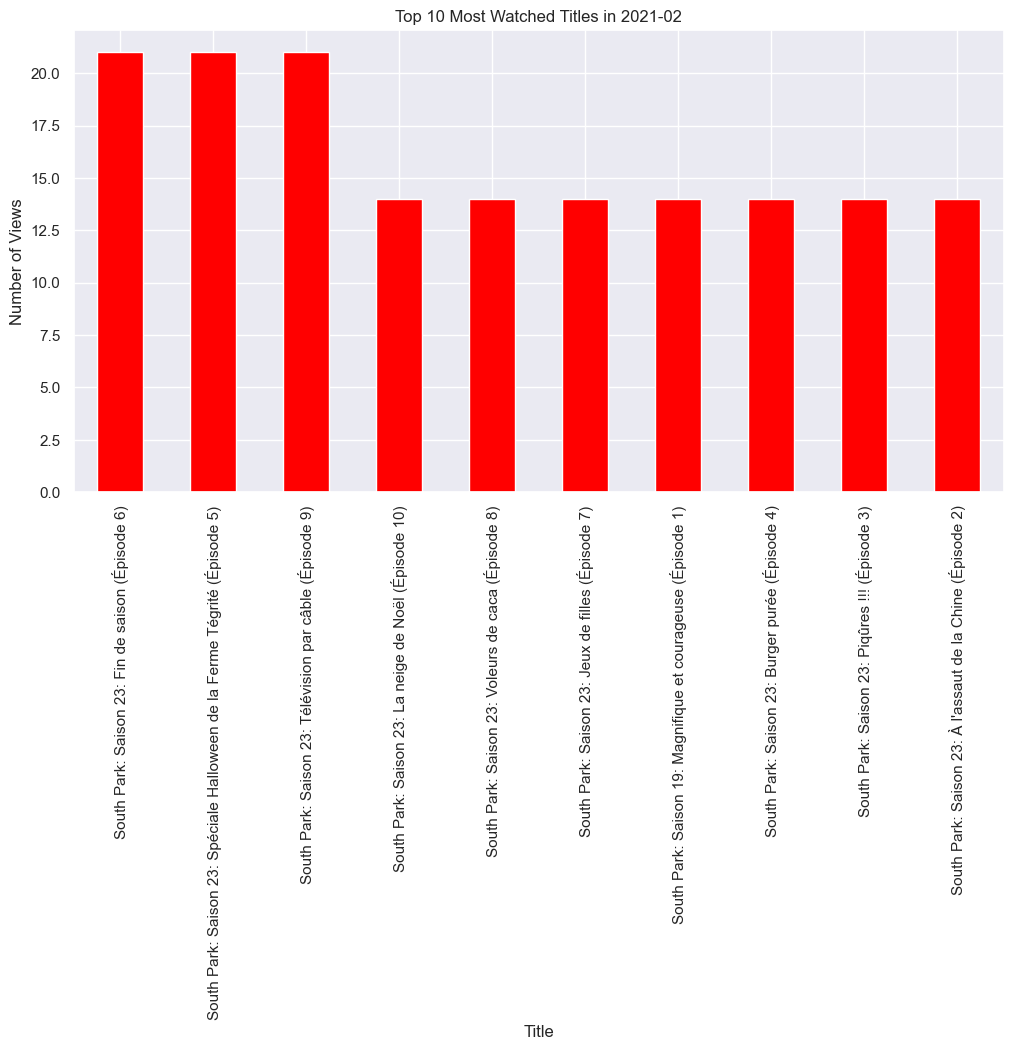 Top 10 Most Watched Titles in 2021-02
Number of Views
20.0
17.5
15.0
12.5
10.0
7.5
5.0
2.5
0.0
South Park: Saison 23: Fin de saison (Épisode 6)
South Park: Saison 23: Spéciale Halloween de la Ferme Tégrité (Épisode 5)
South Park: Saison 23: Télévision par câble (Épisode 9)
South Park: Saison 23: La neige de Noël (Épisode 10)
South Park: Saison 23: Voleurs de caca (Épisode 8)
South Park: Saison 23: Jeux de filles (Épisode 7)
South Park: Saison 19: Magnifique et courageuse (Épisode 1)
South Park: Saison 23: Burger purée (Épisode 4)
South Park: Saison 23: Piqûres !!! (Épisode 3)
South Park: Saison 23: À l'assaut de la Chine (Épisode 2)
Title